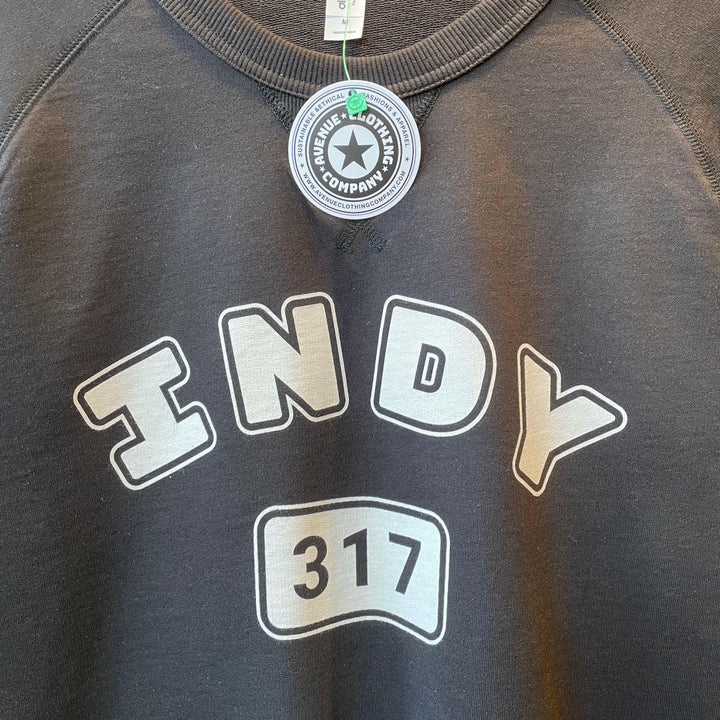 M
SUSTAINABLE AETHICAL FASHIONS & APPAREL
AVENUE ★ CLOTHING
COMPANY
WWW.AVENUECLOTHINGCOMPANY.COM
INDY
317